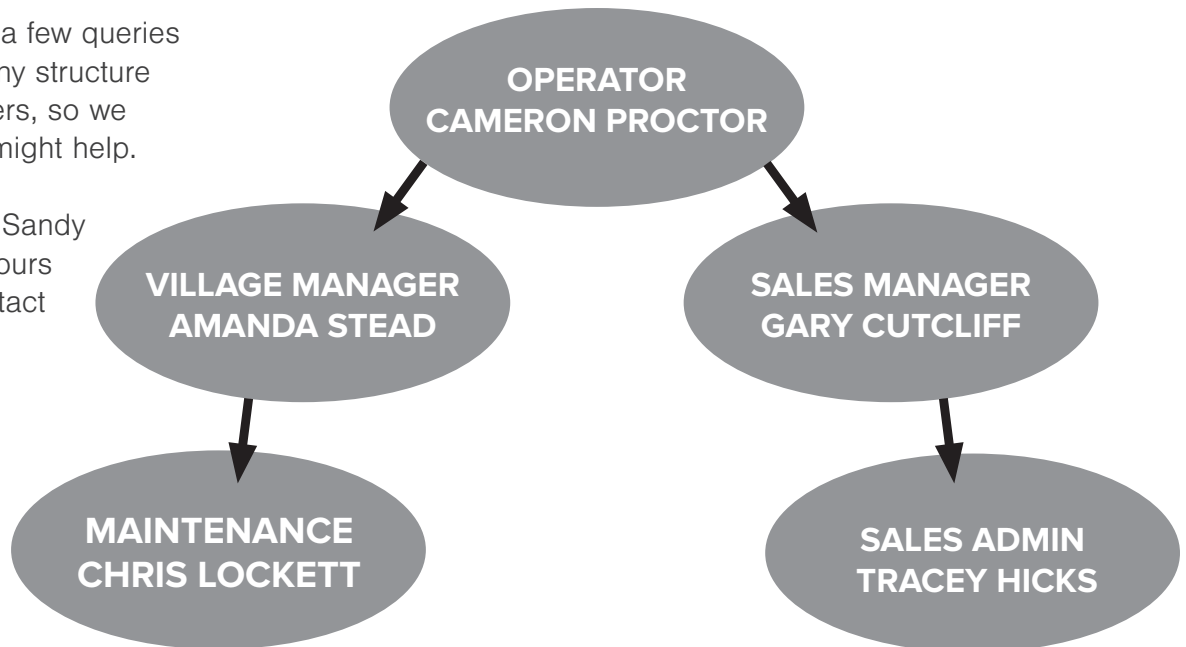 a few queries
ny structure
ers, so we
might help.
Sandy
ours
tact
OPERATOR
CAMERON PROCTOR
VILLAGE MANAGER
AMANDA STEAD
SALES MANAGER
GARY CUTCLIFF
MAINTENANCE
CHRIS LOCKETT
SALES ADMIN
TRACEY HICKS